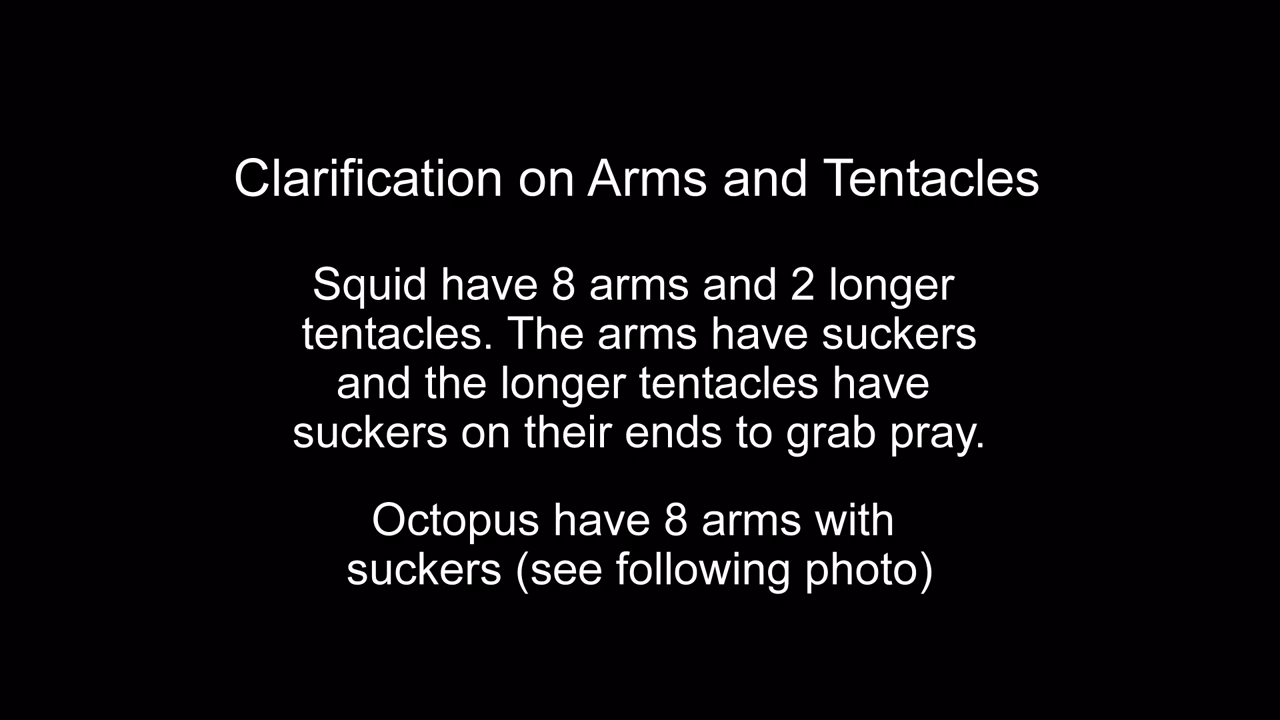 Clarification on Arms and Tentacles
Squid have 8 arms and 2 longer
tentacles. The arms have suckers
and the longer tentacles have
suckers on their ends to grab pray.
Octopus have 8 arms with
suckers (see following photo)